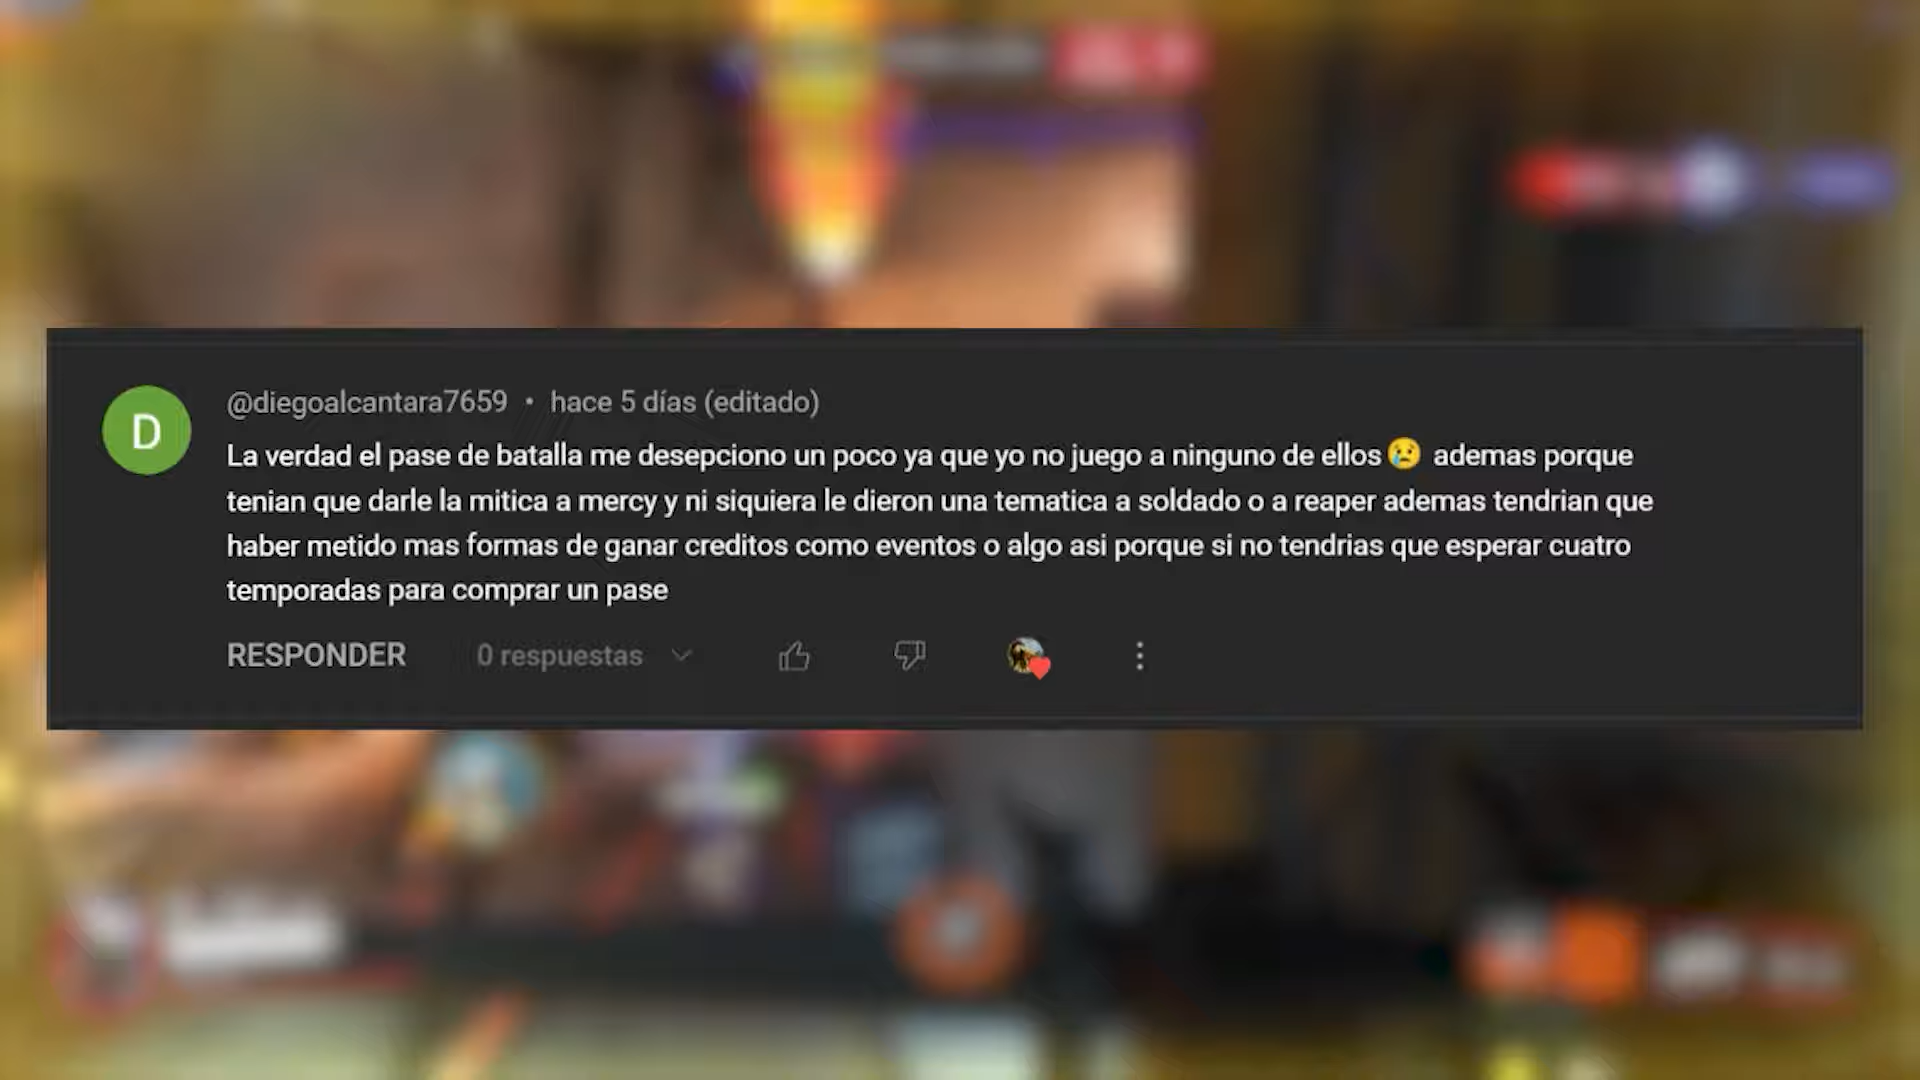 D
@diegoalcantara7659 • hace 5 días (editado)
La verdad el pase de batalla me desepciono un poco ya que yo no juego a ninguno de ellos😢 ademas porque
tenian que darle la mitica a mercy y ni siquiera le dieron una tematica a soldado o a reaper ademas tendrian que
haber metido mas formas de ganar creditos como eventos o algo asi porque si no tendrias que esperar cuatro
temporadas para comprar un pase
RESPONDER 0 respuestas